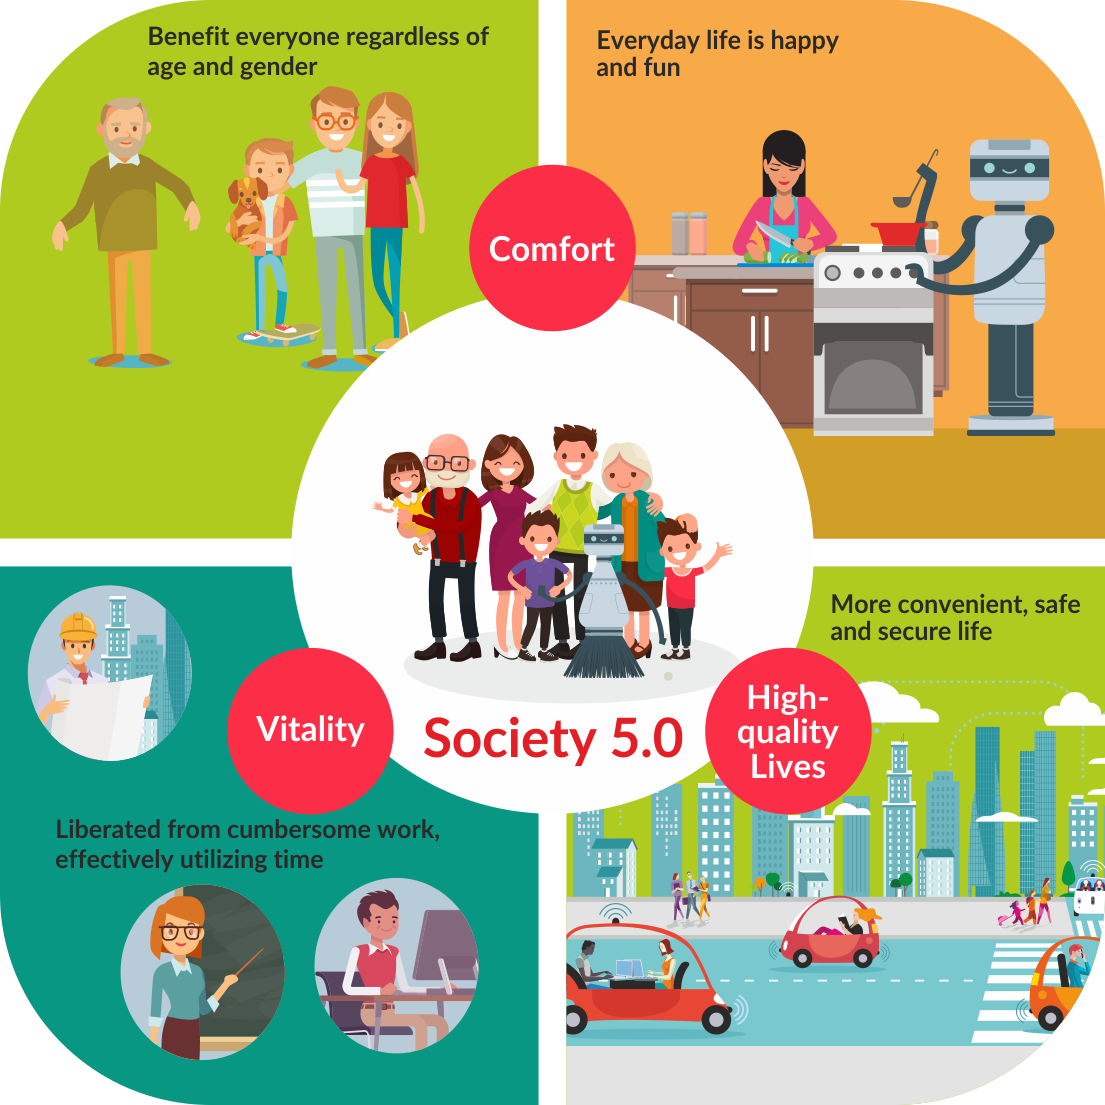 Benefit everyone regardless of
age and gender
Everyday life is happy
and fun
Comfort
More convenient, safe
and secure life
Vitality
High-
quality
Lives
Society 5.0
Liberated from cumbersome work,
effectively utilizing time